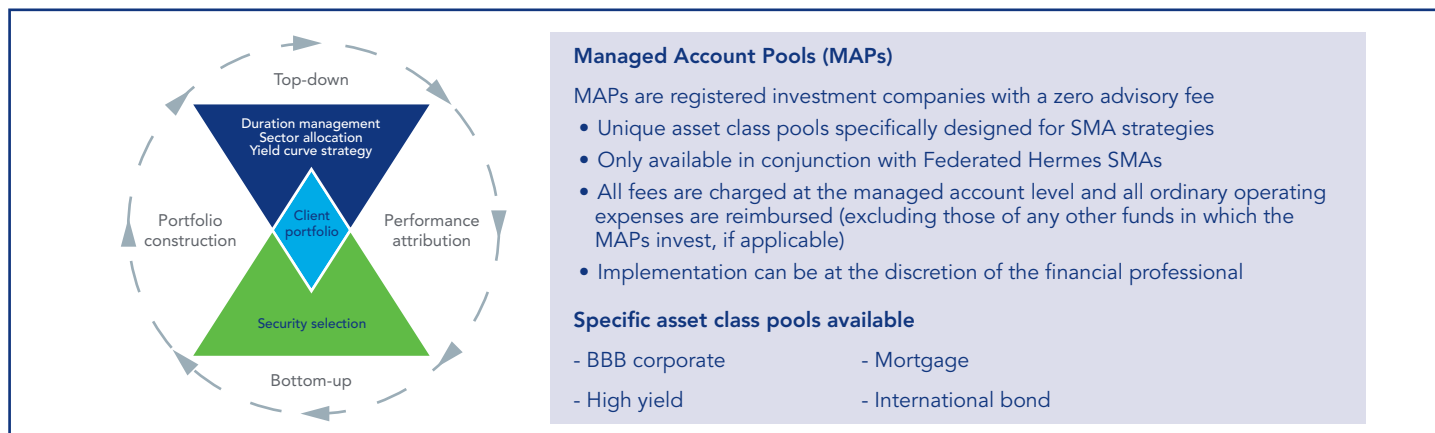 Top-down
Duration management
Sector allocation
Yield curve strategy
Portfolio
construction
Client
portfolio
Performance
attribution
Security selection
Bottom-up
Managed Account Pools (MAPs)
MAPs are registered investment companies with a zero advisory fee
• Unique asset class pools specifically designed for SMA strategies
• Only available in conjunction with Federated Hermes SMAs
• All fees are charged at the managed account level and all ordinary operating
expenses are reimbursed (excluding those of any other funds in which the
MAPs invest, if applicable)
• Implementation can be at the discretion of the financial professional
Specific asset class pools available
- BBB corporate - Mortgage
- High yield - International bond